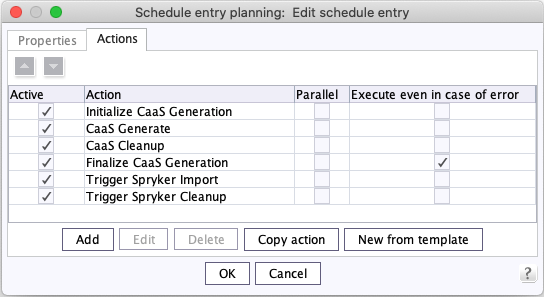 Schedule entry planning: Edit schedule entry
Properties Actions
Active Action Parallel Execute even in case of error
Initialize CaaS Generation
CaaS Generate
CaaS Cleanup
Finalize CaaS Generation
Trigger Spryker Import
Trigger Spryker Cleanup
Add Edit Delete Copy action New from template
OK Cancel ?